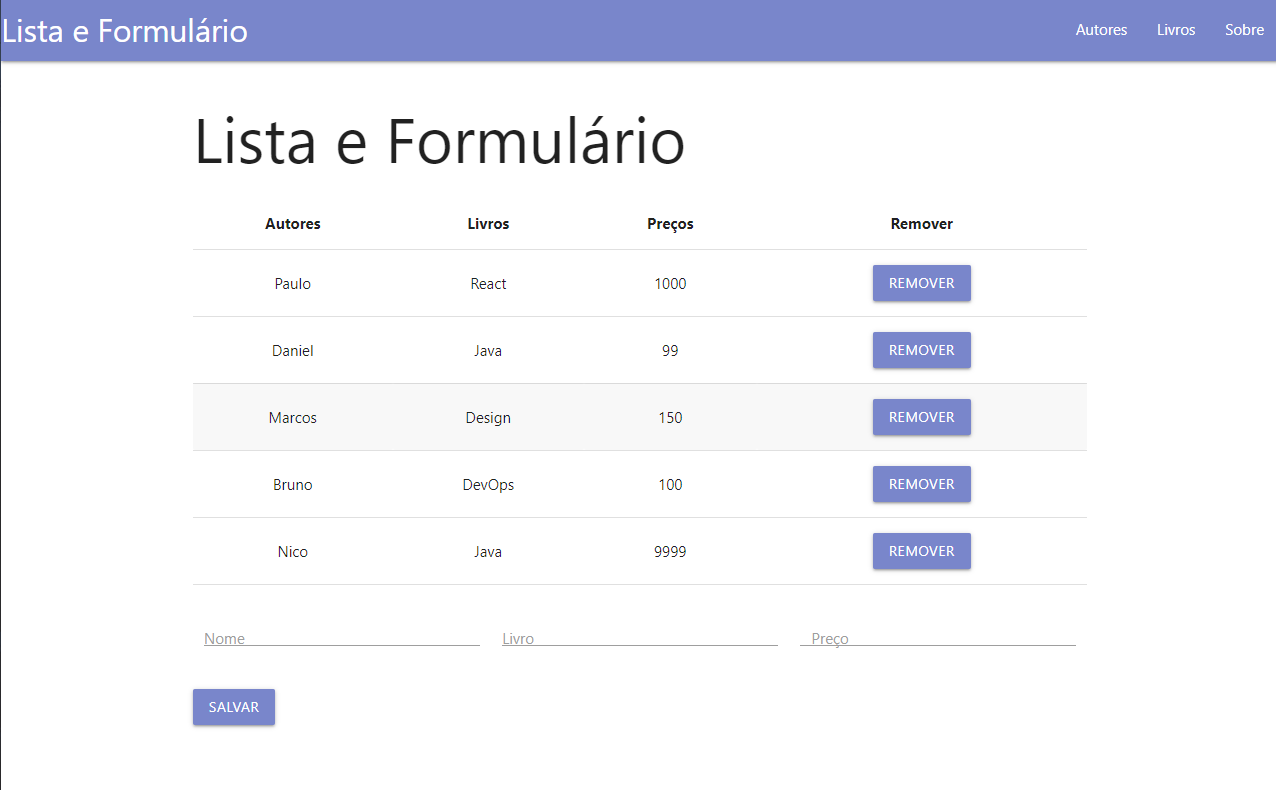 Lista e Formulário Autores Livros Sobre
Lista e Formulário
Autores Livros Preços Remover
Paulo React 1000 REMOVER
Daniel Java 99 REMOVER
Marcos Design 150 REMOVER
Bruno DevOps 100 REMOVER
Nico Java 9999 REMOVER
Nome Livro Preço
SALVAR